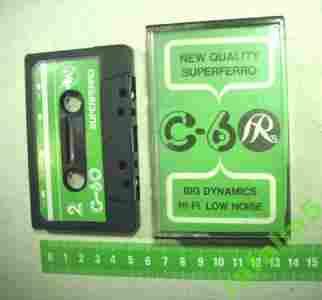 NEW QUALITY
SUPERFERRO
C-60
R
BIG DYNAMICS
HI-FI LOW NOISE
SUPERFERRO
2
C-60
1 2 3 4 5 6 7 8 9 10 11 12 13 14 15